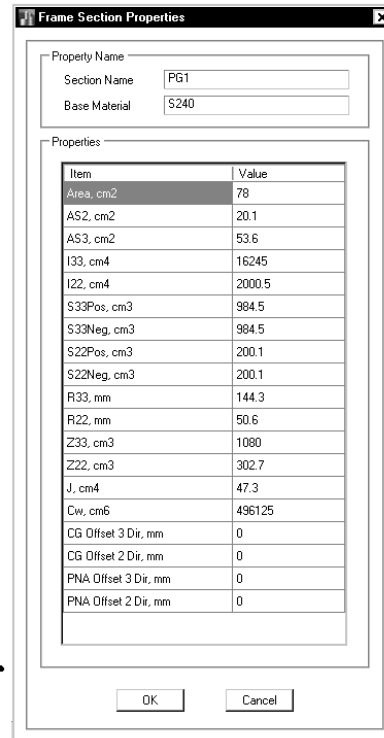 Frame Section Properties
Property Name
Section Name PG1
Base Material S240
Properties
Item Value
Area, cm2 78
AS2, cm2 20.1
AS3, cm2 53.6
I33, cm4 16245
I22, cm4 2000.5
S33Pos, cm3 984.5
S33Neg, cm3 984.5
S22Pos, cm3 200.1
S22Neg, cm3 200.1
R33, mm 144.3
R22, mm 50.6
Z33, cm3 1080
Z22, cm3 302.7
J, cm4 47.3
Cw, cm6 496125
CG Offset 3 Dir, mm 0
CG Offset 2 Dir, mm 0
PNA Offset 3 Dir, mm 0
PNA Offset 2 Dir, mm 0
OK Cancel